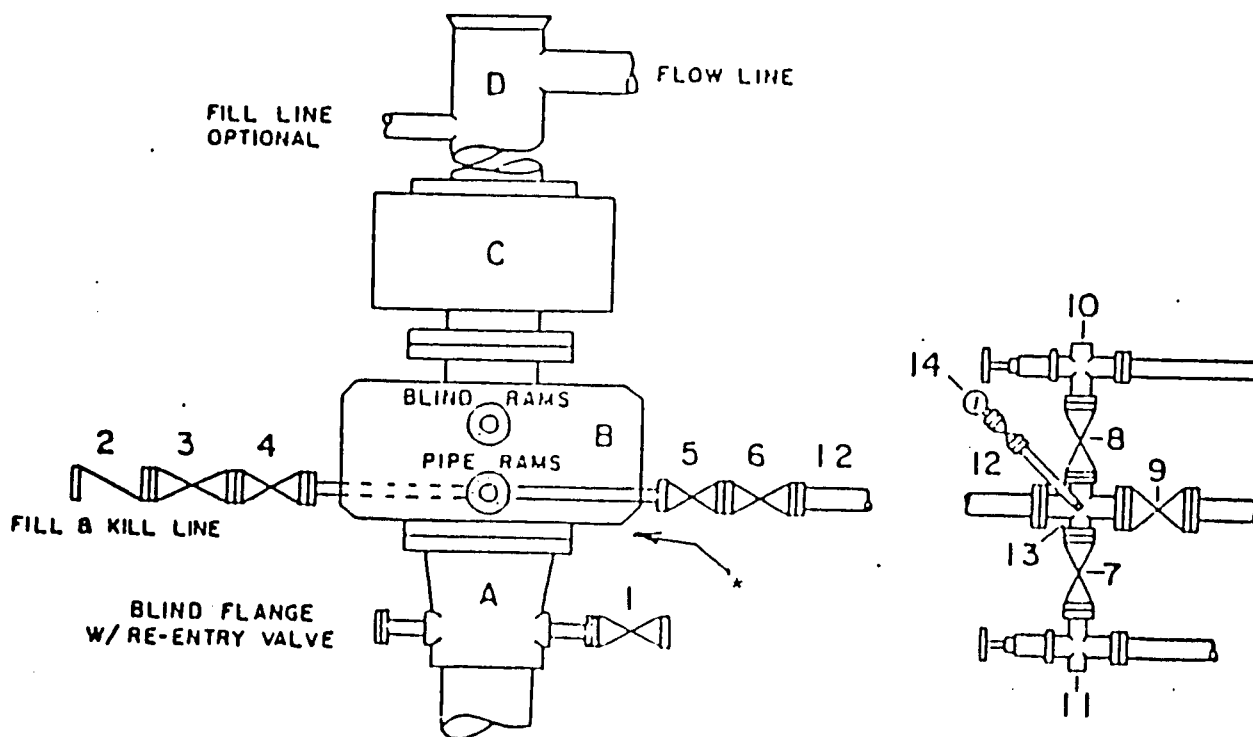 D
FLOW LINE
FILL LINE
OPTIONAL
C
10
14
BLIND RAMS
B
8
2 3 4
PIPE RAMS
5 6 12
12
9
FILL & KILL LINE
13
*
7
A
1
BLIND FLANGE
W/ RE-ENTRY VALVE
11